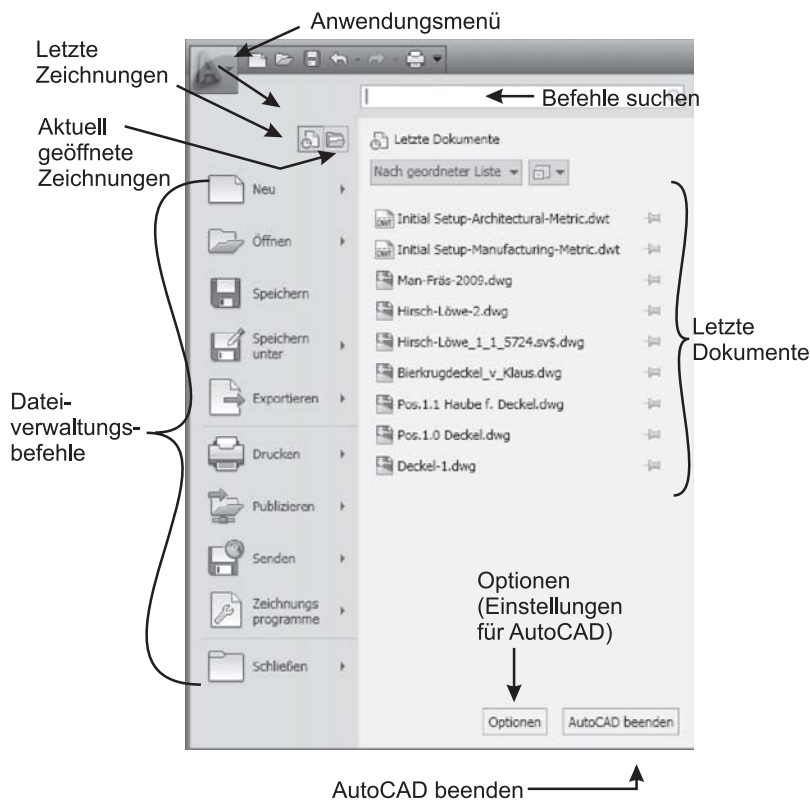 Anwendungsmenü
Letzte
Zeichnungen
Befehle suchen
Aktuell
geöffnete
Zeichnungen
Letzte Dokumente
Nach geordneter Liste
Neu
Öffnen
Speichern
Speichern
unter
Exportieren
Drucken
Publizieren
Senden
Zeichnungs
programme
Schließen
Initial Setup-Architectural-Metric.dwt
Initial Setup-Manufacturing-Metric.dwt
Man-Fräs-2009.dwg
Hirsch-Löwe-2.dwg
Hirsch-Löwe_1_1_5724.sv$.dwg
Bierkrugdeckel_v_Klaus.dwg
Pos.1.1 Haube f. Deckel.dwg
Pos.1.0 Deckel.dwg
Deckel-1.dwg
Letzte
Dokumente
Datei-
verwaltungs-
befehle
Optionen
(Einstellungen
für AutoCAD)
Optionen
AutoCAD beenden
AutoCAD beenden